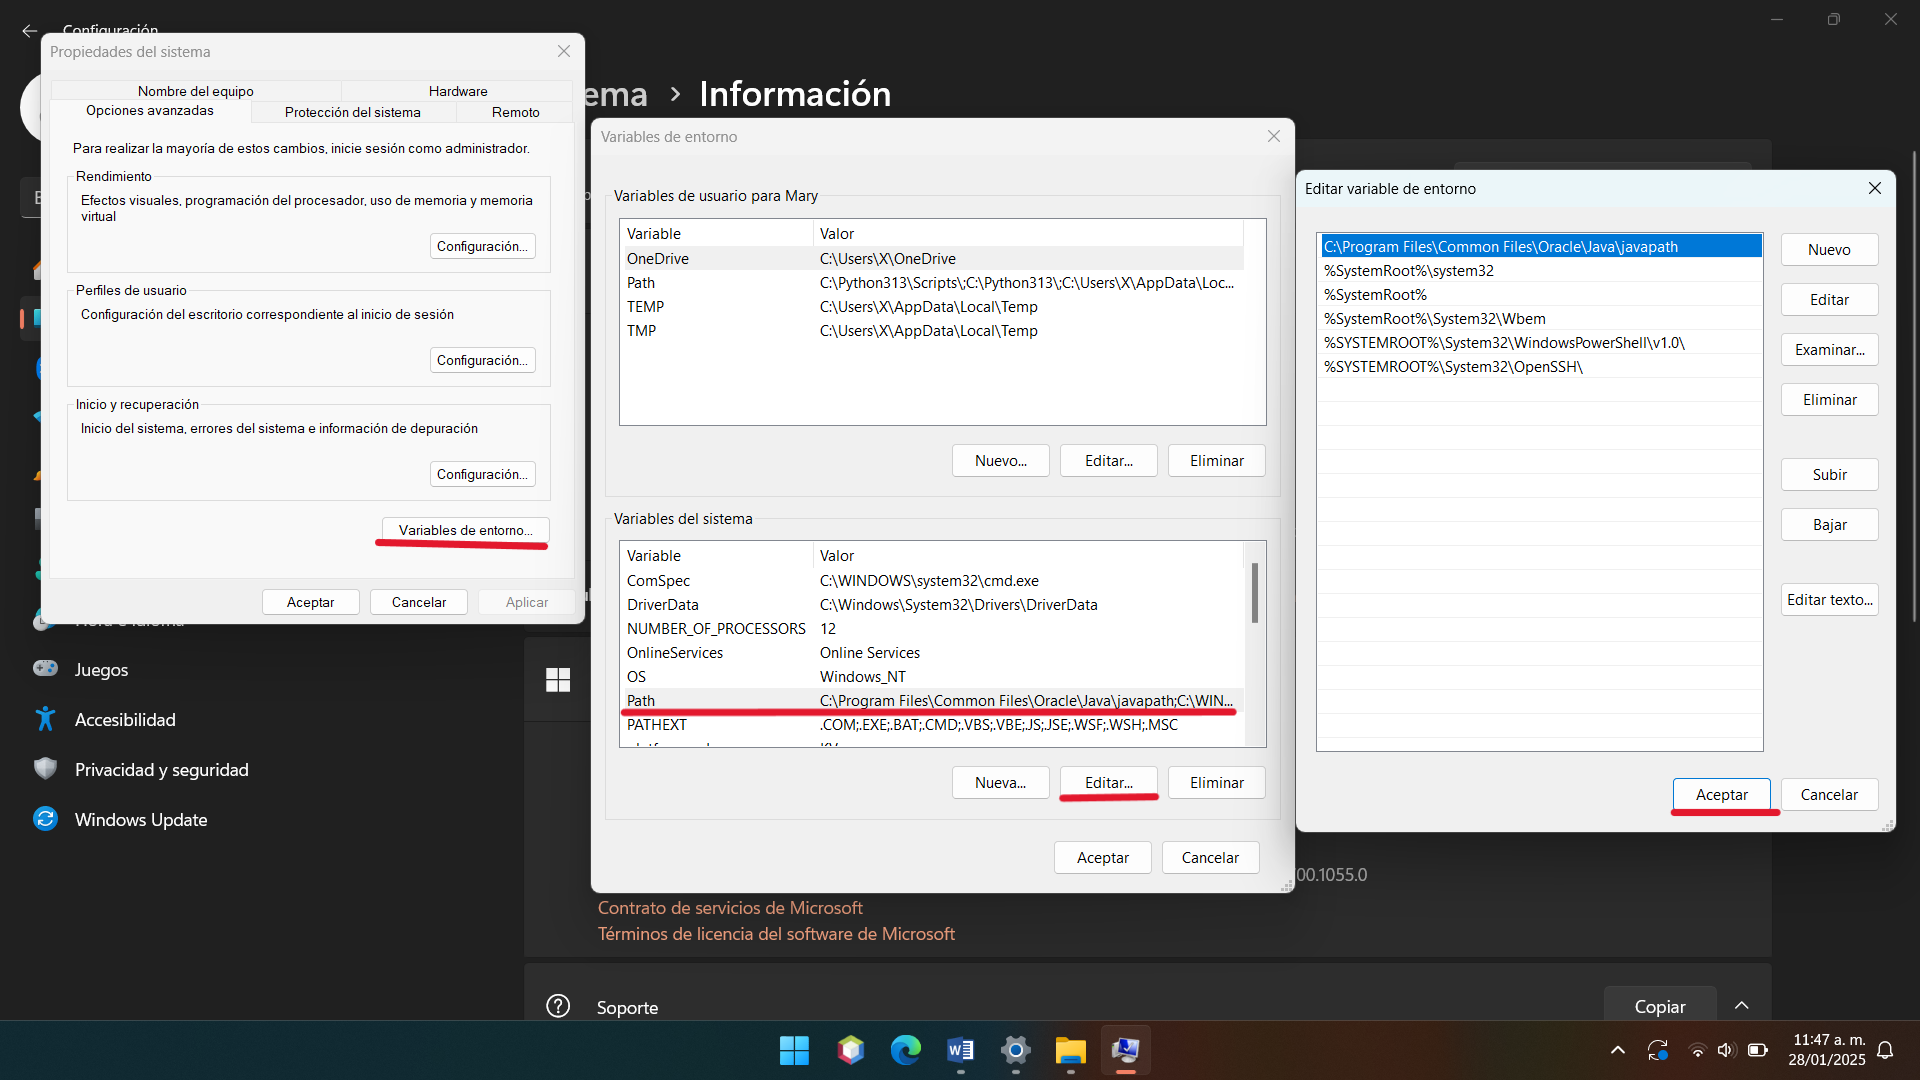 Configuración
Propiedades del sistema
Nombre del equipo
Hardware
Opciones avanzadas
Protección del sistema
Remoto
Para realizar la mayoría de estos cambios, inicie sesión como administrador.
Rendimiento
Efectos visuales, programación del procesador, uso de memoria y memoria
virtual
Configuración...
Perfiles de usuario
Configuración del escritorio correspondiente al inicio de sesión
Configuración...
Inicio y recuperación
Inicio del sistema, errores del sistema e información de depuración
Configuración...
Variables de entorno...
Aceptar
Cancelar
Aplicar
Juegos
Accesibilidad
Privacidad y seguridad
Windows Update
ema > Información
Variables de entorno
Variables de usuario para Mary
Variable Valor
OneDrive C:\Users\X\OneDrive
Path C:\Python313\Scripts\;C:\Python313\;C:\Users\X\AppData\Loc...
TEMP C:\Users\X\AppData\Local\Temp
TMP C:\Users\X\AppData\Local\Temp
Nuevo...
Editar...
Eliminar
Variables del sistema
Variable Valor
ComSpec C:\WINDOWS\system32\cmd.exe
DriverData C:\Windows\System32\Drivers\DriverData
NUMBER_OF_PROCESSORS 12
OnlineServices Online Services
OS Windows_NT
Path C:\Program Files\Common Files\Oracle\Java\javapath;C:\WIN...
PATHEXT .COM;.EXE;.BAT;.CMD;.VBS;.VBE;.JS;.JSE;.WSF;.WSH;.MSC
Nueva...
Editar...
Eliminar
Aceptar
Cancelar
Editar variable de entorno
C:\Program Files\Common Files\Oracle\Java\javapath
%SystemRoot%\system32
%SystemRoot%
%SystemRoot%\System32\Wbem
%SYSTEMROOT%\System32\WindowsPowerShell\v1.0\
%SYSTEMROOT%\System32\OpenSSH\
Nuevo
Editar
Examinar...
Eliminar
Subir
Bajar
Editar texto...
Aceptar
Cancelar
00.1055.0
Contrato de servicios de Microsoft
Términos de licencia del software de Microsoft
Soporte
Copiar
11:47 a. m.
28/01/2025